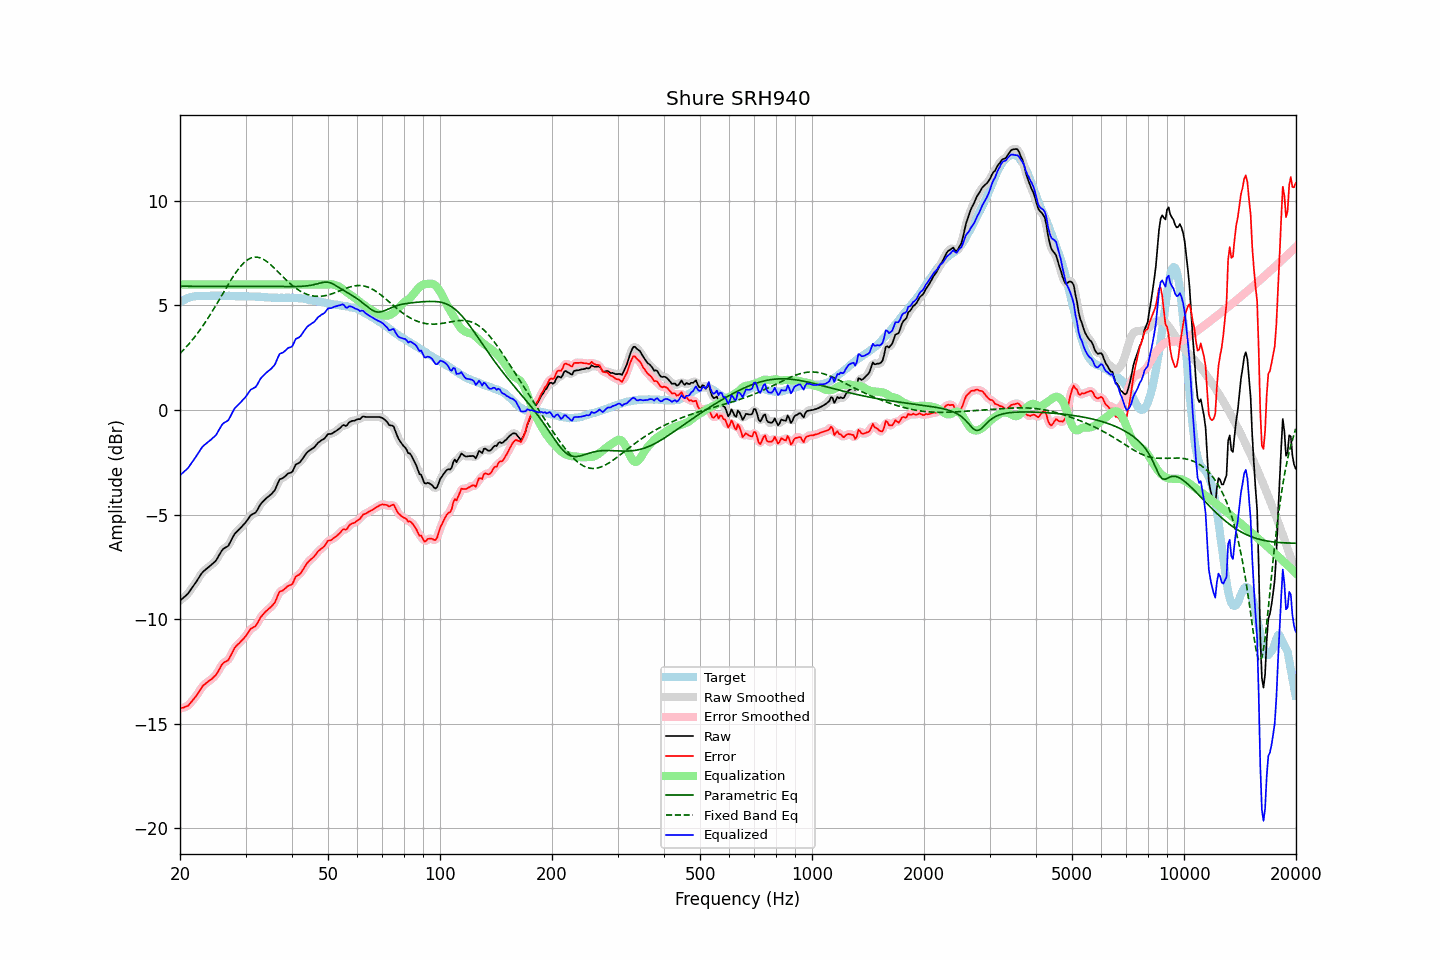 Shure SRH940
Amplitude (dBr)
10
5
0
−5
−10
−15
−20
Target
Raw Smoothed
Error Smoothed
Raw
Error
Equalization
Parametric Eq
Fixed Band Eq
Equalized
20 50 100 200 500 1000 2000 5000 10000 20000
Frequency (Hz)